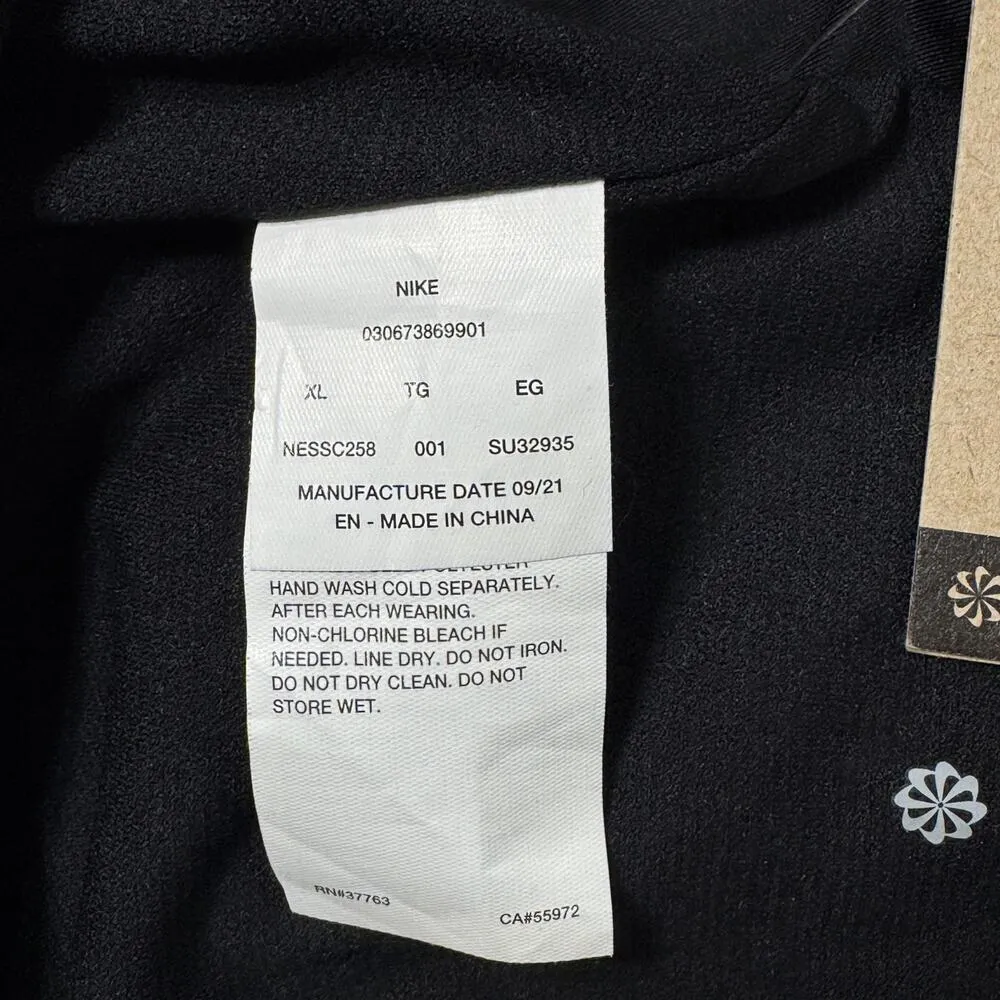 NIKE
030673869901
XL TG EG
NESSC258 001 SU32935
MANUFACTURE DATE 09/21
EN - MADE IN CHINA
HAND WASH COLD SEPARATELY.
AFTER EACH WEARING.
NON-CHLORINE BLEACH IF
NEEDED. LINE DRY. DO NOT IRON.
DO NOT DRY CLEAN. DO NOT
STORE WET.
RN#37763
CA#55972